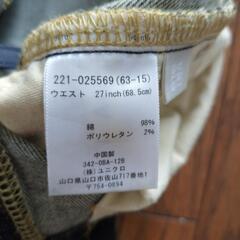 221-025569(63-15)
ウエスト 27inch(68.5cm)
綿 98%
ポリウレタン 2%
中国製
342-08A-12B
(株)ユニクロ
山口県山口市佐山717番地1
〒754-0894